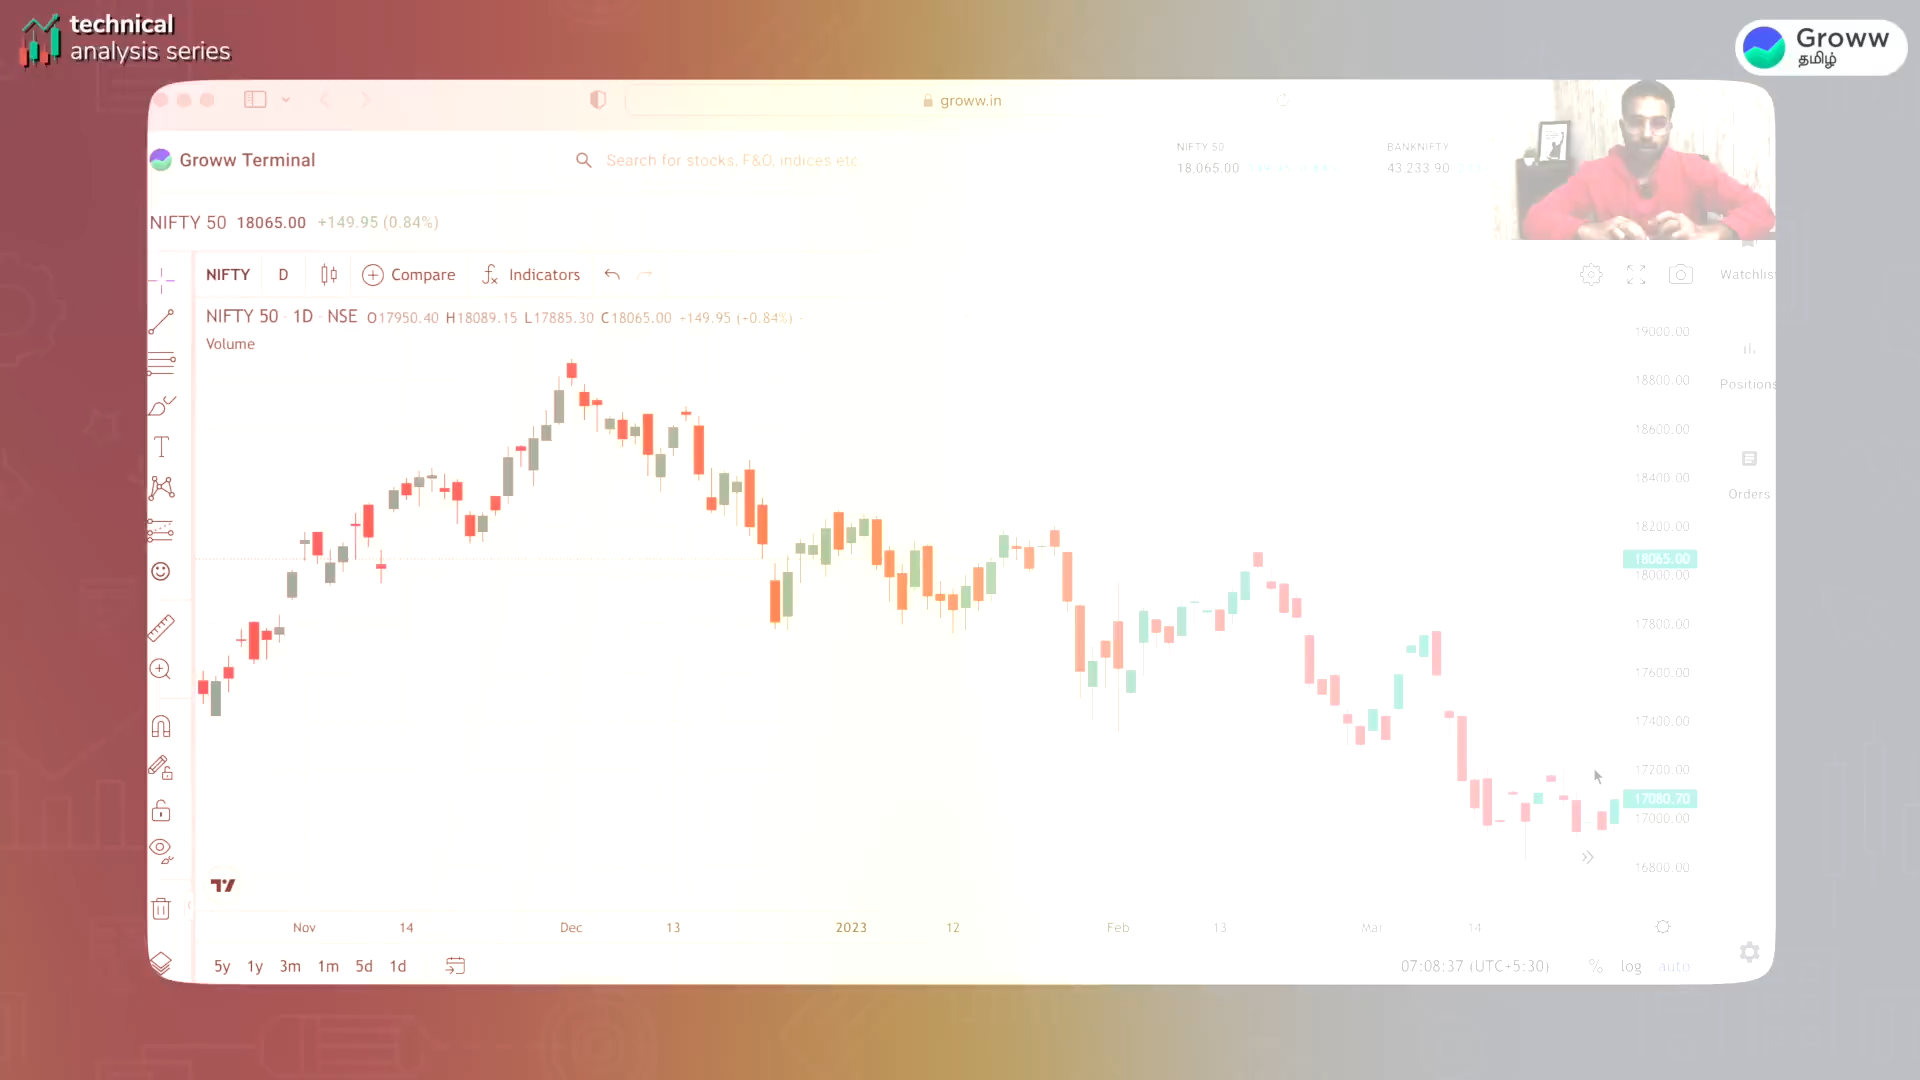 technical
analysis series
Groww
தமிழ்
groww.in
Groww Terminal
Search for stocks, F&O, indices etc
NIFTY 50
18,065.00
BANKNIFTY
43,233.90
NIFTY 50 18065.00 +149.95 (0.84%)
NIFTY D Compare Indicators
Watchlist
NIFTY 50 · 1D · NSE O17950.40 H18089.15 L17885.30 C18065.00 +149.95 (+0.84%)
Volume
19000.00
18800.00
Positions
18600.00
18400.00
Orders
18200.00
18065.00
18000.00
17800.00
17600.00
17400.00
17200.00
17080.70
17000.00
16800.00
Nov 14 Dec 13 2023 12 Feb 13 Mar 14
5y 1y 3m 1m 5d 1d
07:08:37 (UTC+5:30) % log auto